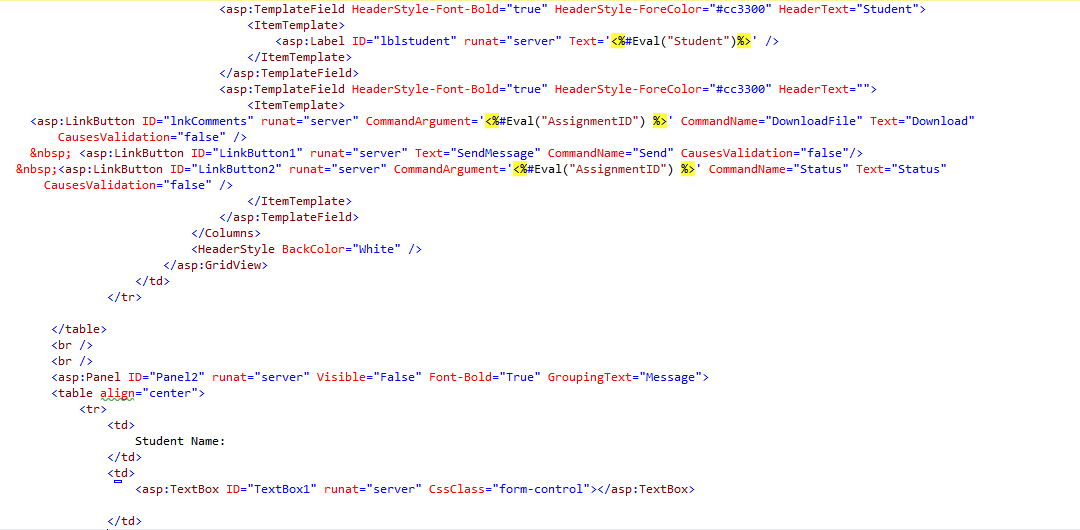 <asp:TemplateField HeaderStyle-Font-Bold="true" HeaderStyle-ForeColor="#cc3300" HeaderText="Student">
<ItemTemplate>
<asp:Label ID="lblstudent" runat="server" Text='<%#Eval("Student")%>' />
</ItemTemplate>
</asp:TemplateField>
<asp:TemplateField HeaderStyle-Font-Bold="true" HeaderStyle-ForeColor="#cc3300" HeaderText="">
<ItemTemplate>
<asp:LinkButton ID="lnkComments" runat="server" CommandArgument='<%#Eval("AssignmentID") %>' CommandName="DownloadFile" Text="Download"
CausesValidation="false" />
&nbsp; <asp:LinkButton ID="LinkButton1" runat="server" Text="SendMessage" CommandName="Send" CausesValidation="false"/>
&nbsp;<asp:LinkButton ID="LinkButton2" runat="server" CommandArgument='<%#Eval("AssignmentID") %>' CommandName="Status" Text="Status"
CausesValidation="false" />
</ItemTemplate>
</asp:TemplateField>
</Columns>
<HeaderStyle BackColor="White" />
</asp:GridView>
</td>
</tr>
</table>
<br />
<br />
<asp:Panel ID="Panel2" runat="server" Visible="False" Font-Bold="True" GroupingText="Message">
<table align="center">
<tr>
<td>
Student Name:
</td>
<td>
<asp:TextBox ID="TextBox1" runat="server" CssClass="form-control"></asp:TextBox>
</td>